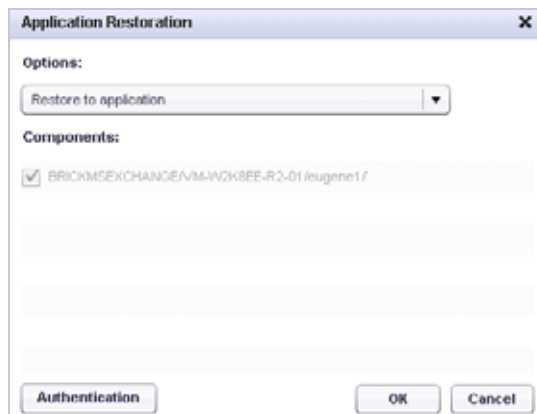 Application Restoration
Options:
Restore to application
Components:
BRICKMSEXCHANGE/VM-W2K8EE-R2-01/eugene1/
Authentication
OK
Cancel